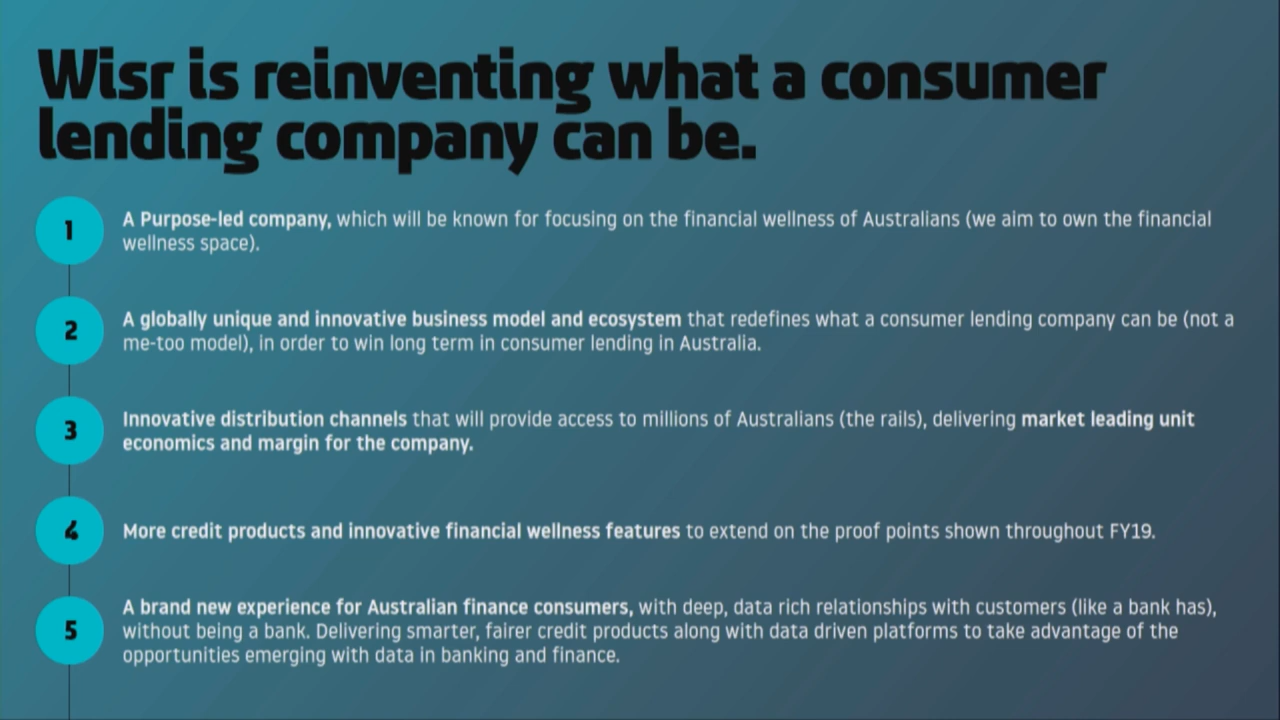 Wisr is reinventing what a consumer
lending company can be.
1
A Purpose-led company, which will be known for focusing on the financial wellness of Australians (we aim to own the financial
wellness space).
2
A globally unique and innovative business model and ecosystem that redefines what a consumer lending company can be (not a
me-too model), in order to win long term in consumer lending in Australia.
3
Innovative distribution channels that will provide access to millions of Australians (the rails), delivering market leading unit
economics and margin for the company.
4
More credit products and innovative financial wellness features to extend on the proof points shown throughout FY19.
5
A brand new experience for Australian finance consumers, with deep, data rich relationships with customers (like a bank has),
without being a bank. Delivering smarter, fairer credit products along with data driven platforms to take advantage of the
opportunities emerging with data in banking and finance.